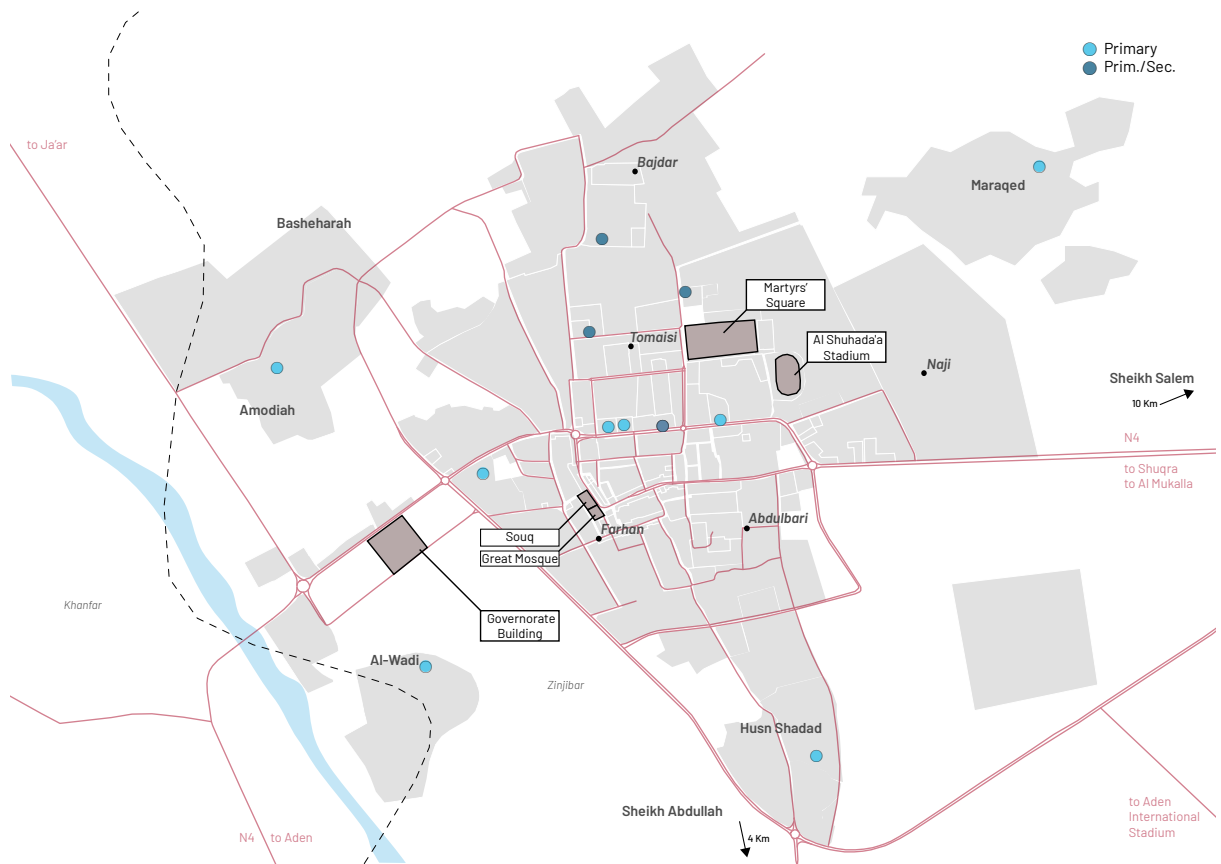 Primary
Prim./Sec.
to Ja'ar
Bajdar
Maraqed
Basheharah
Martyrs'
Square
Tomaisi
Al Shuhada'a
Stadium
Naji
Sheikh Salem
10 Km
Amodiah
N4
to Shuqra
to Al Mukalla
Souq
Great Mosque
Farhan
Abdulbari
Khanfar
Governorate
Building
Al-Wadi
Zinjibar
Husn Shadad
Sheikh Abdullah
4 Km
N4
to Aden
to Aden
International
Stadium